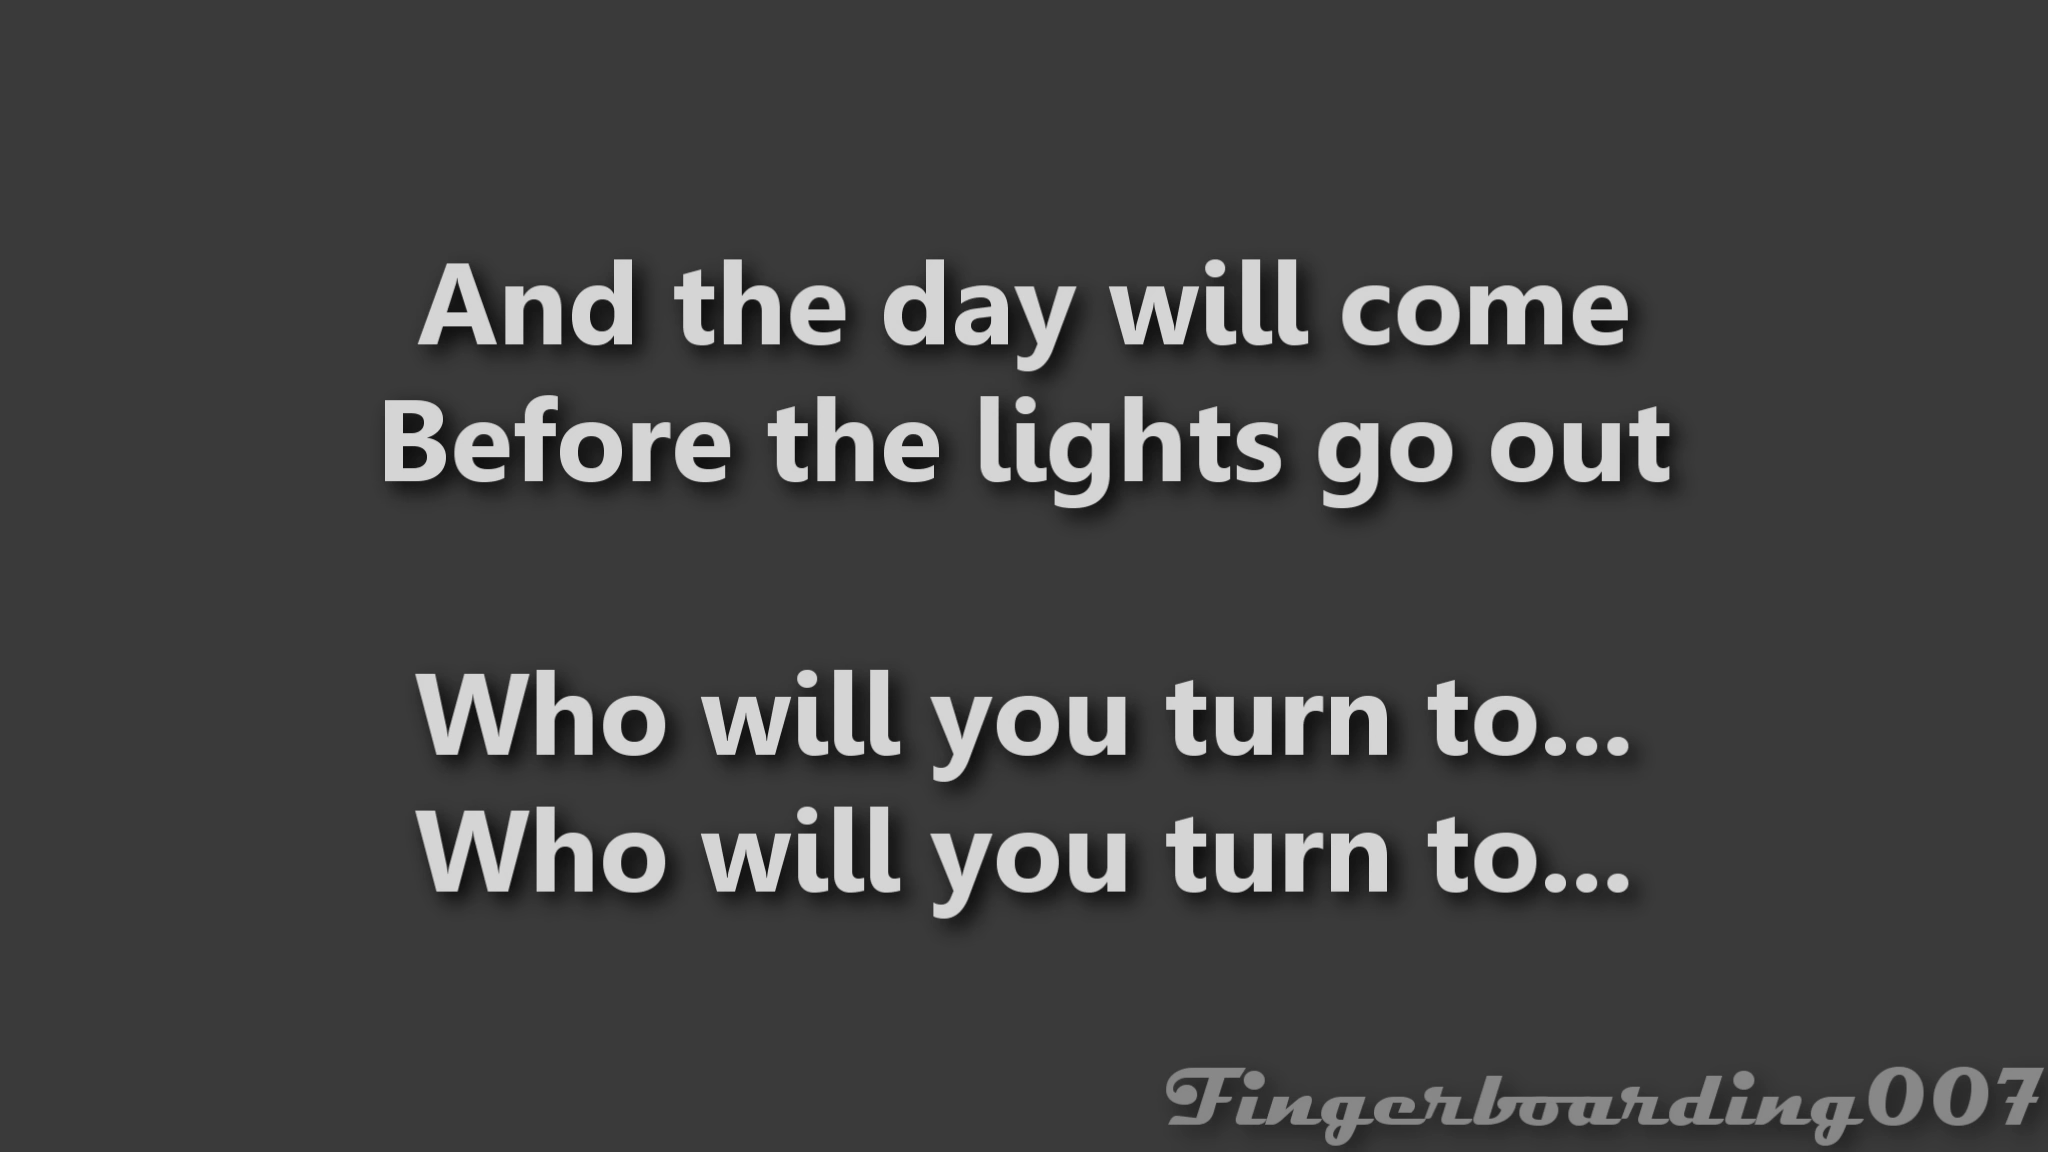 And the day will come
Before the lights go out
Who will you turn to...
Who will you turn to...
Fingerboarding007